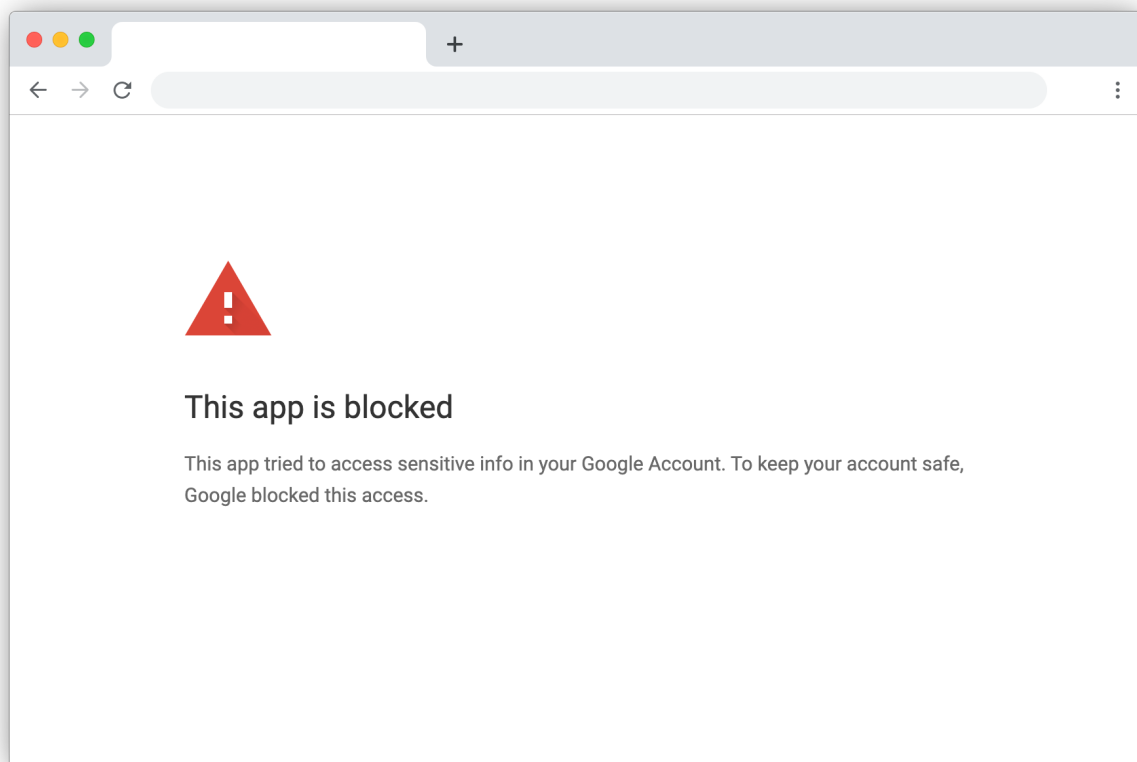 This app is blocked
This app tried to access sensitive info in your Google Account. To keep your account safe,
Google blocked this access.